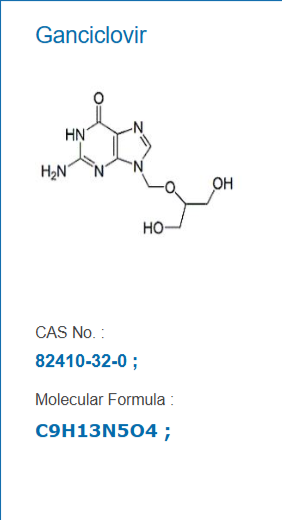 Ganciclovir
O
HN
N
H₂N
N
N
O
OH
HO
CAS No. :
82410-32-0 ;
Molecular Formula :
C9H13N5O4 ;